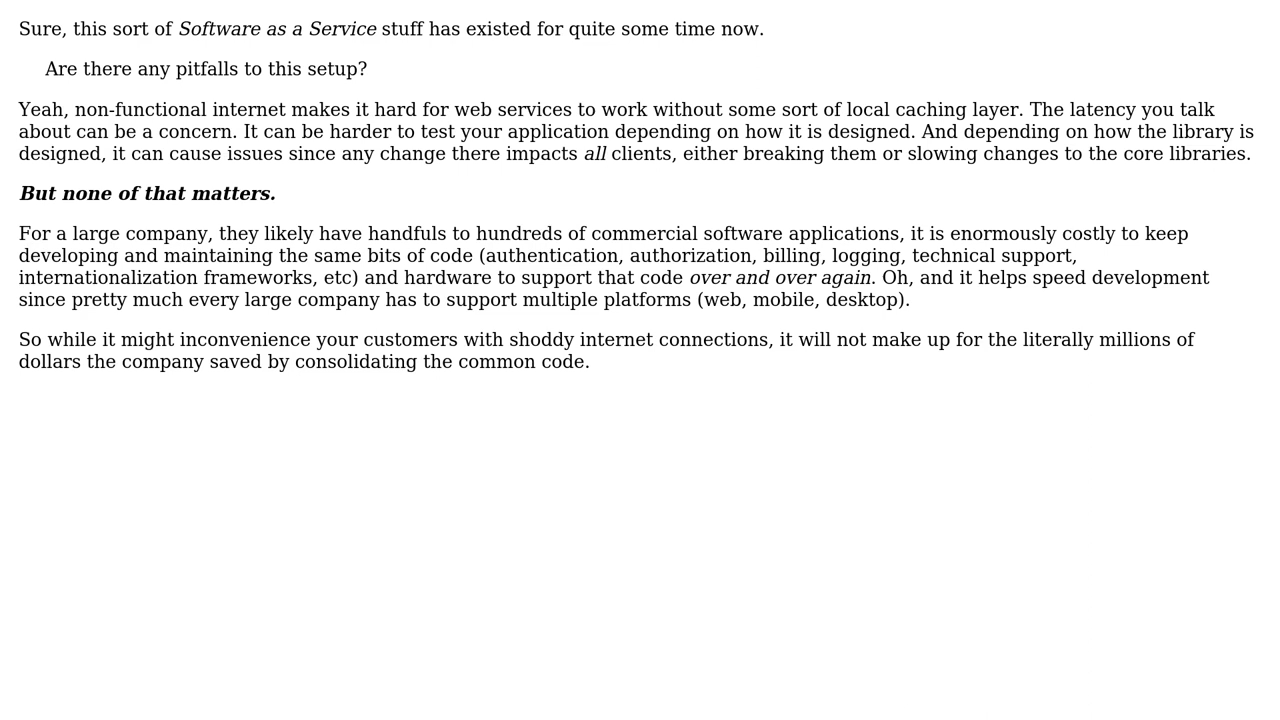 Sure, this sort of Software as a Service stuff has existed for quite some time now.
Are there any pitfalls to this setup?
Yeah, non-functional internet makes it hard for web services to work without some sort of local caching layer. The latency you talk
about can be a concern. It can be harder to test your application depending on how it is designed. And depending on how the library is
designed, it can cause issues since any change there impacts all clients, either breaking them or slowing changes to the core libraries.
But none of that matters.
For a large company, they likely have handfuls to hundreds of commercial software applications, it is enormously costly to keep
developing and maintaining the same bits of code (authentication, authorization, billing, logging, technical support,
internationalization frameworks, etc) and hardware to support that code over and over again. Oh, and it helps speed development
since pretty much every large company has to support multiple platforms (web, mobile, desktop).
So while it might inconvenience your customers with shoddy internet connections, it will not make up for the literally millions of
dollars the company saved by consolidating the common code.